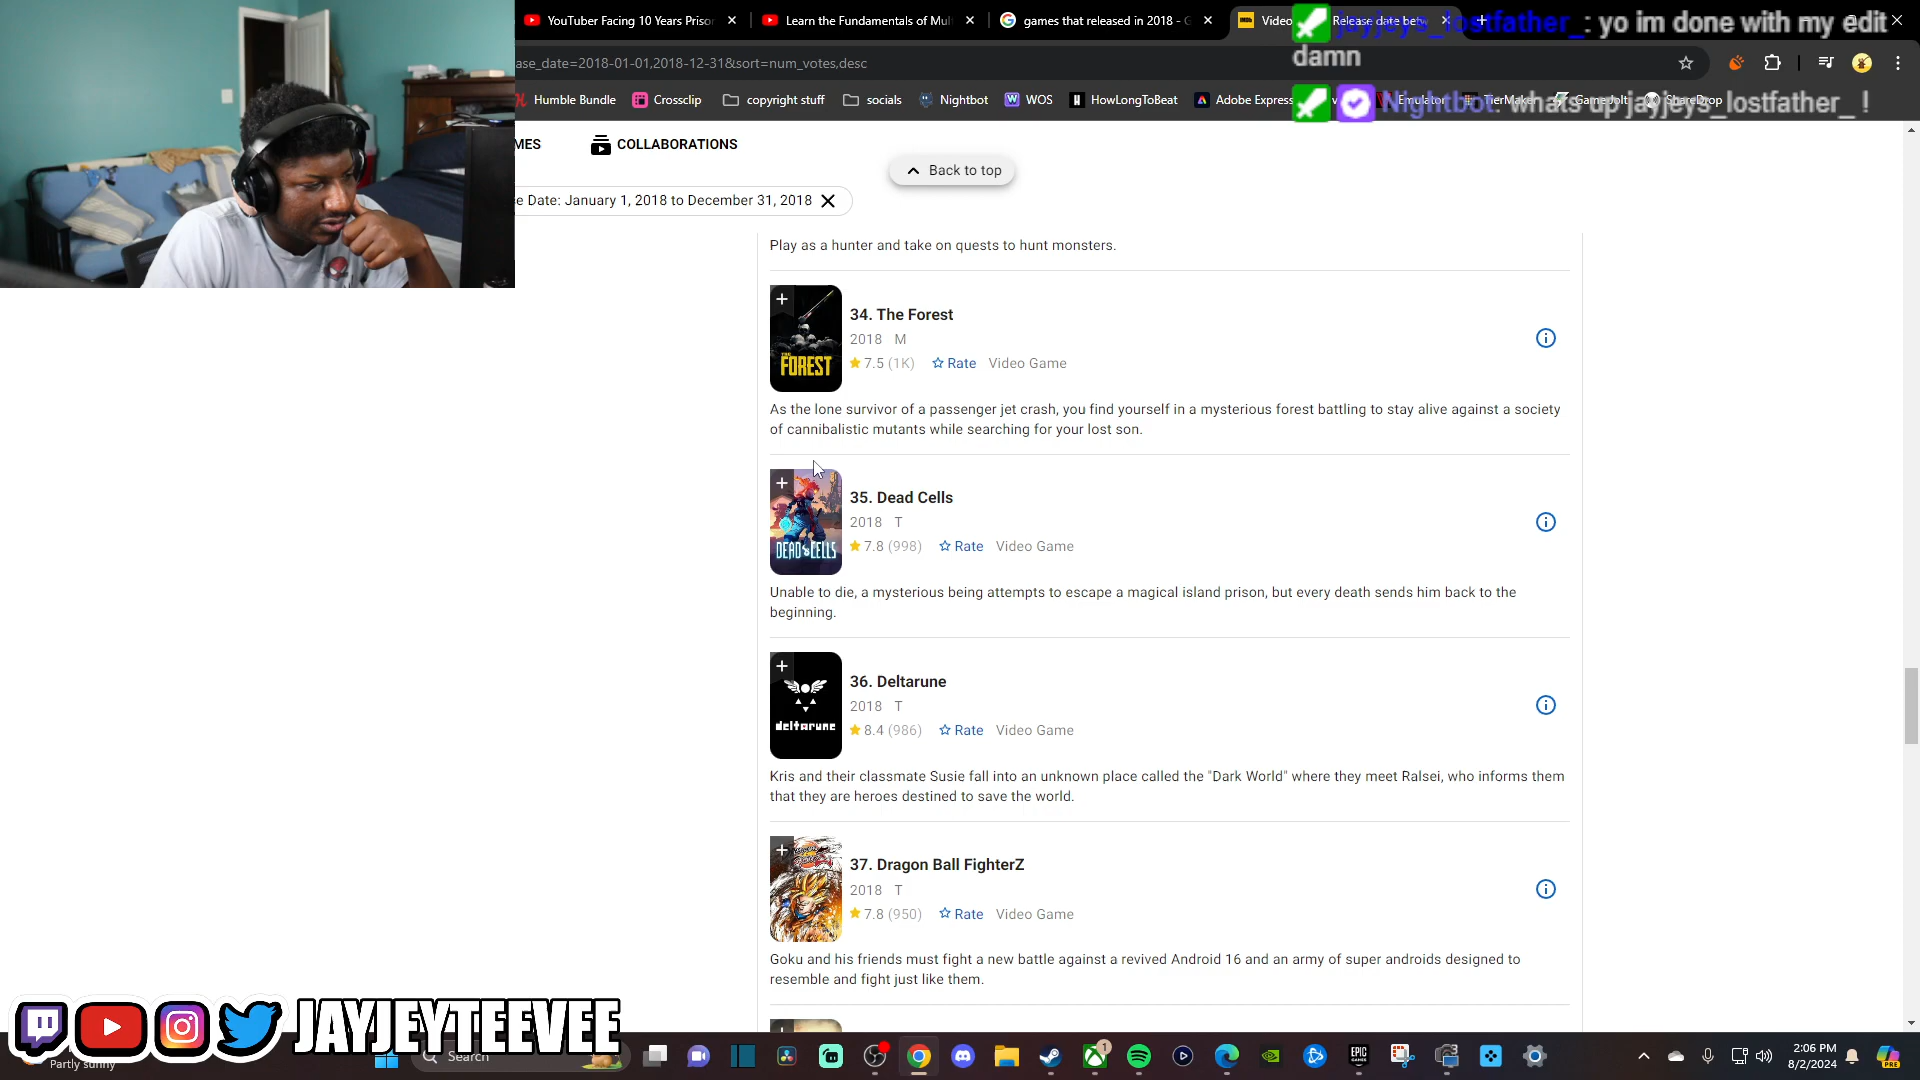 YouTuber Facing 10 Years Prison
Learn the Fundamentals of Mul
games that released in 2018 - G
Video
Release date betw
jayjeys_lostfather_: yo im done with my edit
damn
ase_date=2018-01-01,2018-12-31&sort=num_votes,desc
Humble Bundle
Crossclip
copyright stuff
socials
Nightbot
WOS
HowLongToBeat
Adobe Express
Emulator
TierMaker
GameJolt
ShareDrop
Nightbot: whats up jayjeys_lostfather_ !
MES
COLLABORATIONS
Back to top
e Date: January 1, 2018 to December 31, 2018
Play as a hunter and take on quests to hunt monsters.
THE FOREST
34. The Forest
2018 M
7.5 (1K) Rate Video Game
As the lone survivor of a passenger jet crash, you find yourself in a mysterious forest battling to stay alive against a society
of cannibalistic mutants while searching for your lost son.
DEAD CELLS
35. Dead Cells
2018 T
7.8 (998) Rate Video Game
Unable to die, a mysterious being attempts to escape a magical island prison, but every death sends him back to the
beginning.
deltarune
36. Deltarune
2018 T
8.4 (986) Rate Video Game
Kris and their classmate Susie fall into an unknown place called the "Dark World" where they meet Ralsei, who informs them
that they are heroes destined to save the world.
37. Dragon Ball FighterZ
2018 T
7.8 (950) Rate Video Game
Goku and his friends must fight a new battle against a revived Android 16 and an army of super androids designed to
resemble and fight just like them.
JAYJEYTEEVEE
Partly sunny
Search
EPIC
1
2:06 PM
8/2/2024
PRE